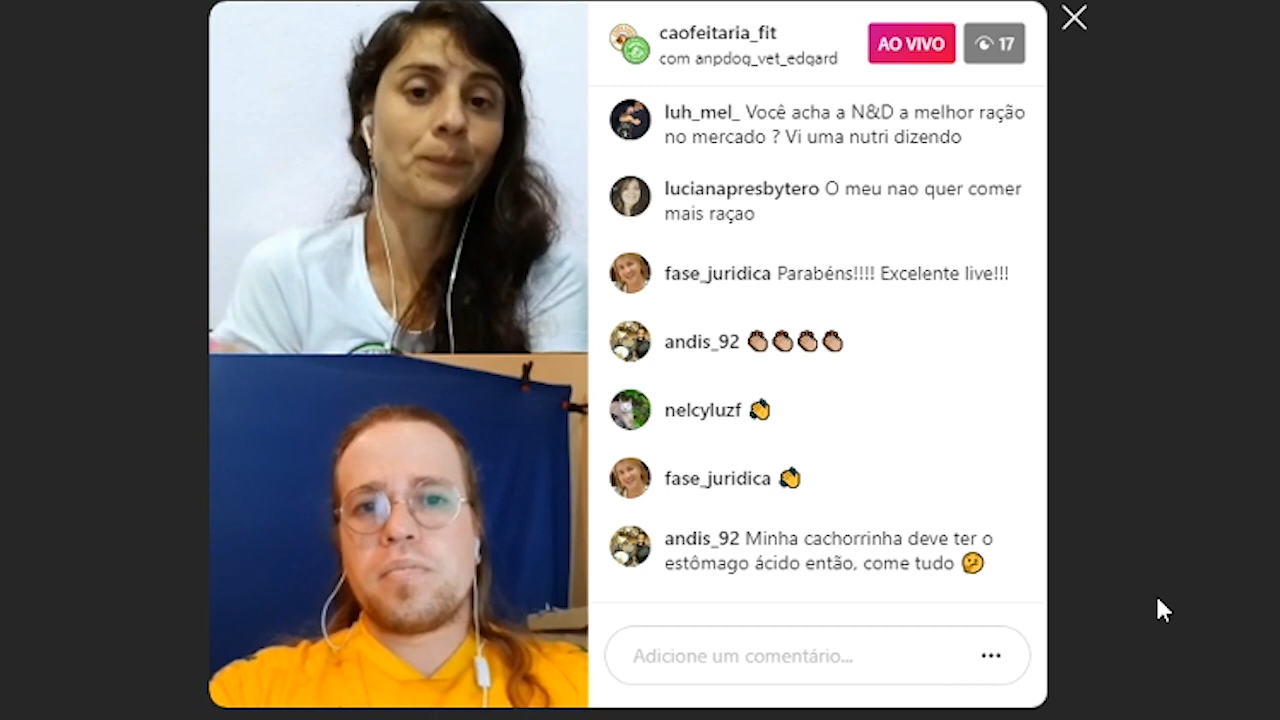 caofeitaria_fit
com anpdog_vet_edgard
AO VIVO
17
luh_mel_ Você acha a N&D a melhor ração
no mercado ? Vi uma nutri dizendo
lucianapresbytero O meu nao quer comer
mais raçao
fase_juridica Parabéns!!!! Excelente live!!!
andis_92 👏🏼👏🏼👏🏼👏🏼
nelcyluzf 👏
fase_juridica 👏
andis_92 Minha cachorrinha deve ter o
estômago ácido então, come tudo 🤔
Adicione um comentário...